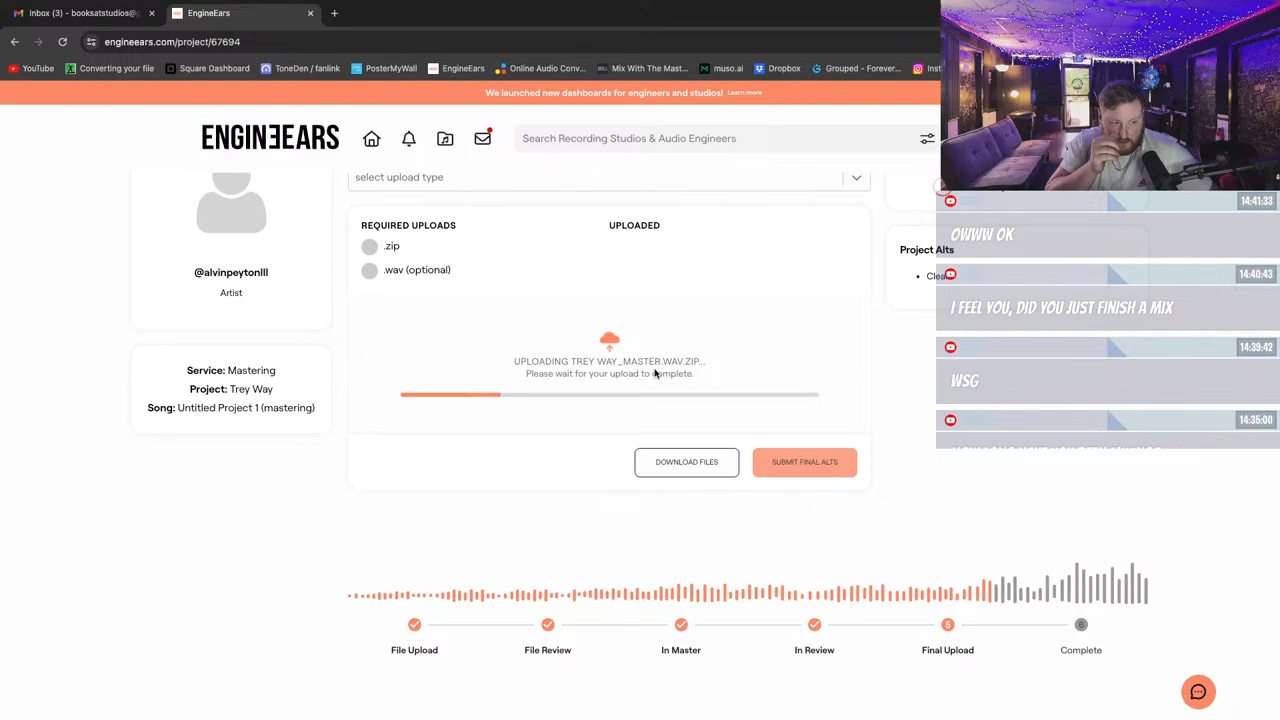 Inbox (3) – booksatstudios@
EngineEars
engineears.com/project/67694
YouTube
Converting your file
Square Dashboard
ToneDen / fanlink
PosterMyWall
EngineEars
Online Audio Conv...
Mix With The Mast...
muso.ai
Dropbox
Grouped - Forever...
We launched new dashboards for engineers and studios! Learn more
ENGINEEARS
Search Recording Studios & Audio Engineers
select upload type
REQUIRED UPLOADS
UPLOADED
.zip
.wav (optional)
@alvinpeytonlll
Artist
Service: Mastering
Project: Trey Way
Song: Untitled Project 1 (mastering)
UPLOADING TREY WAY_MASTER.WAV.ZIP...
Please wait for your upload to complete.
DOWNLOAD FILES
SUBMIT FINAL ALTS
Project Alts
14:41:33
OWWW OK
14:40:43
I FEEL YOU, DID YOU JUST FINISH A MIX
14:39:42
WSG
14:35:00
5
6
File Upload
File Review
In Master
In Review
Final Upload
Complete